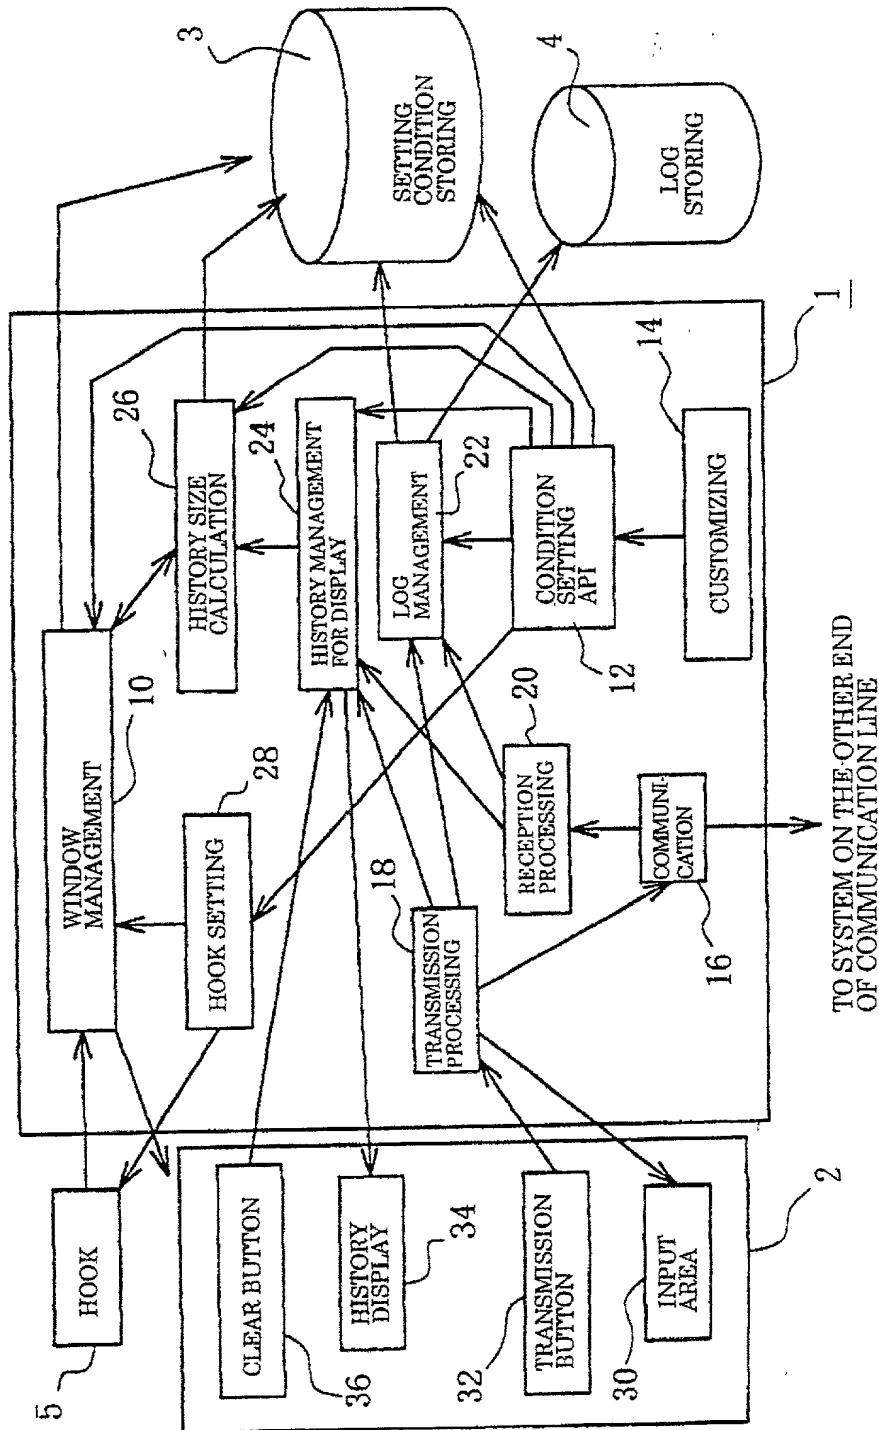 5
HOOK
CLEAR BUTTON
36
HISTORY
DISPLAY
34
32
TRANSMISSION
BUTTON
30
INPUT
AREA
2
WINDOW
MANAGEMENT
10
HOOK SETTING
28
HISTORY SIZE
CALCULATION
26
HISTORY MANAGEMENT
FOR DISPLAY
24
LOG
MANAGEMENT
22
TRANSMISSION
PROCESSING
18
RECEPTION
PROCESSING
20
CONDITION
SETTING
API
12
COMMUNI-
CATION
16
CUSTOMIZING
14
1
TO SYSTEM ON THE OTHER END
OF COMMUNICATION LINE
3
SETTING
CONDITION
STORING
4
LOG
STORING